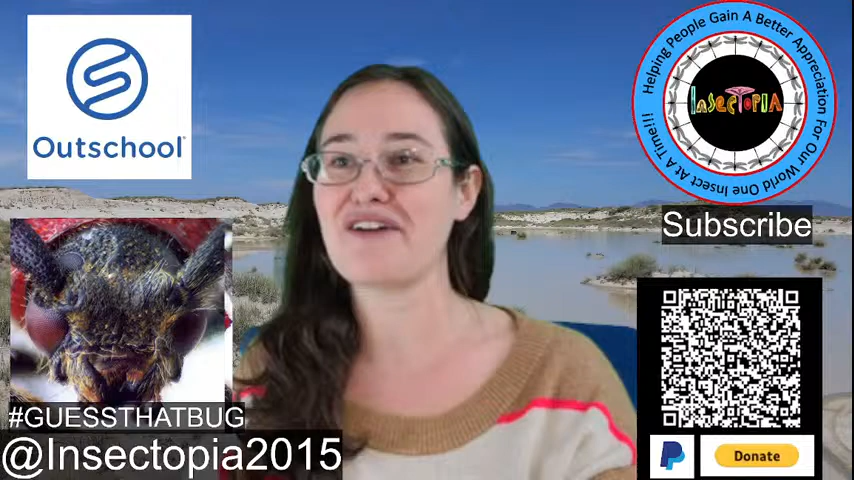 Outschool
Helping People Gain A Better Appreciation For Our World One Insect At A Time!!!
InSecTOPIA
Subscribe
#GUESSTHATBUG
@Insectopia2015
Donate